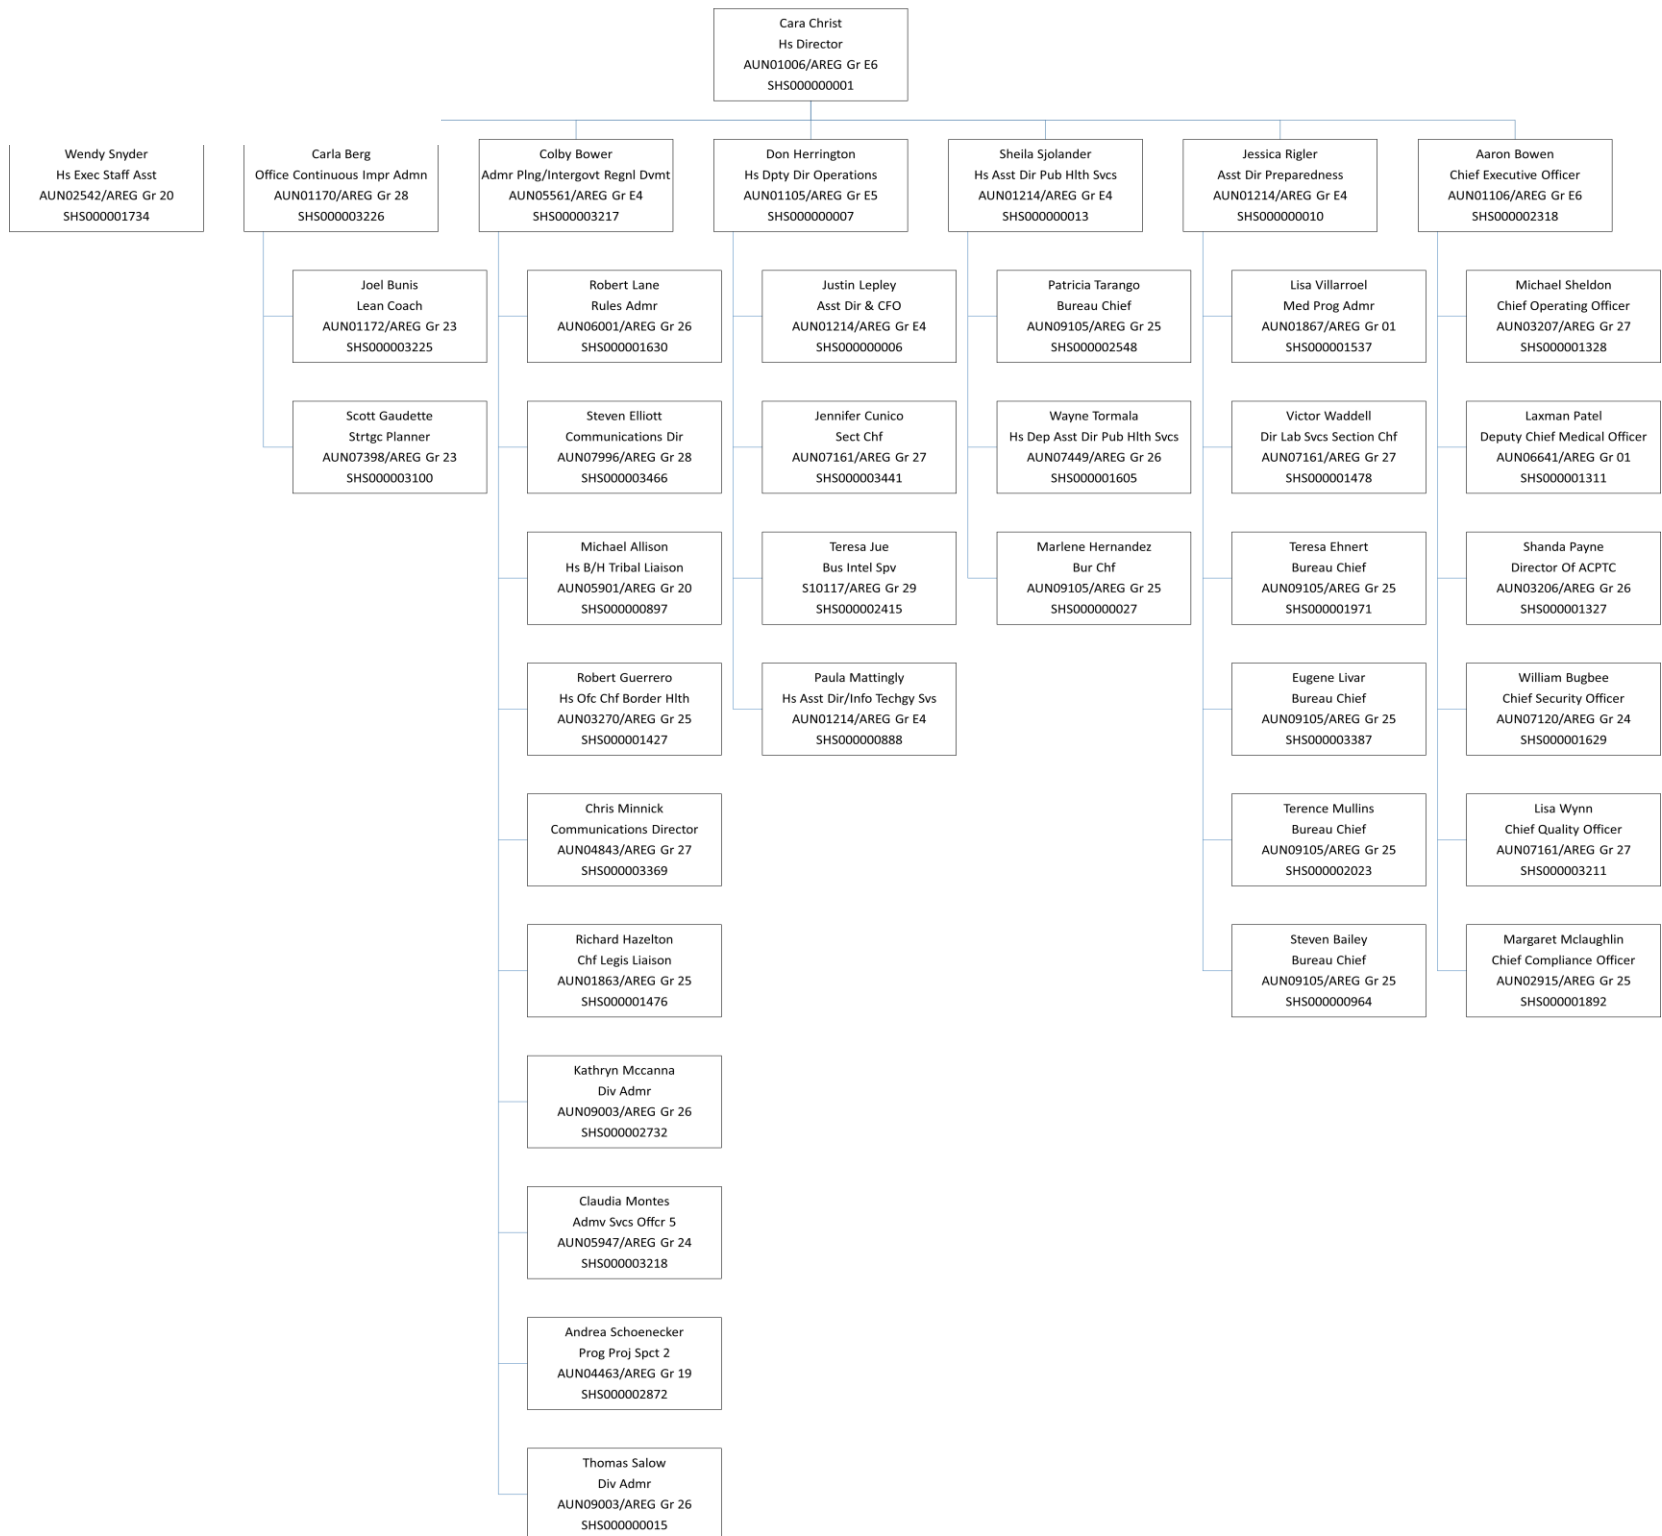 Cara Christ
Hs Director
AUN01006/AREG Gr E6
SHS000000001
Wendy Snyder
Hs Exec Staff Asst
AUN02542/AREG Gr 20
SHS000001734
Carla Berg
Office Continuous Impr Admn
AUN01170/AREG Gr 28
SHS000003226
Colby Bower
Admr Plng/Intergovt Regnl Dvmt
AUN05561/AREG Gr E4
SHS000003217
Don Herrington
Hs Dpty Dir Operations
AUN01105/AREG Gr E5
SHS000000007
Sheila Sjolander
Hs Asst Dir Pub Hlth Svcs
AUN01214/AREG Gr E4
SHS000000013
Jessica Rigler
Asst Dir Preparedness
AUN01214/AREG Gr E4
SHS000000010
Aaron Bowen
Chief Executive Officer
AUN01106/AREG Gr E6
SHS000002318
Joel Bunis
Lean Coach
AUN01172/AREG Gr 23
SHS000003225
Scott Gaudette
Strtgc Planner
AUN07398/AREG Gr 23
SHS000003100
Robert Lane
Rules Admr
AUN06001/AREG Gr 26
SHS000001630
Steven Elliott
Communications Dir
AUN07996/AREG Gr 28
SHS000003466
Michael Allison
Hs B/H Tribal Liaison
AUN05901/AREG Gr 20
SHS000000897
Robert Guerrero
Hs Ofc Chf Border Hlth
AUN03270/AREG Gr 25
SHS000001427
Chris Minnick
Communications Director
AUN04843/AREG Gr 27
SHS000003369
Richard Hazelton
Chf Legis Liaison
AUN01863/AREG Gr 25
SHS000001476
Kathryn Mccanna
Div Admr
AUN09003/AREG Gr 26
SHS000002732
Claudia Montes
Admv Svcs Offcr 5
AUN05947/AREG Gr 24
SHS000003218
Andrea Schoenecker
Prog Proj Spct 2
AUN04463/AREG Gr 19
SHS000002872
Thomas Salow
Div Admr
AUN09003/AREG Gr 26
SHS000000015
Justin Lepley
Asst Dir & CFO
AUN01214/AREG Gr E4
SHS000000006
Jennifer Cunico
Sect Chf
AUN07161/AREG Gr 27
SHS000003441
Teresa Jue
Bus Intel Spv
S10117/AREG Gr 29
SHS000002415
Paula Mattingly
Hs Asst Dir/Info Techgy Svs
AUN01214/AREG Gr E4
SHS000000888
Patricia Tarango
Bureau Chief
AUN09105/AREG Gr 25
SHS000002548
Wayne Tormala
Hs Dep Asst Dir Pub Hlth Svcs
AUN07449/AREG Gr 26
SHS000001605
Marlene Hernandez
Bur Chf
AUN09105/AREG Gr 25
SHS000000027
Lisa Villarroel
Med Prog Admr
AUN01867/AREG Gr 01
SHS000001537
Victor Waddell
Dir Lab Svcs Section Chf
AUN07161/AREG Gr 27
SHS000001478
Teresa Ehnert
Bureau Chief
AUN09105/AREG Gr 25
SHS000001971
Eugene Livar
Bureau Chief
AUN09105/AREG Gr 25
SHS000003387
Terence Mullins
Bureau Chief
AUN09105/AREG Gr 25
SHS000002023
Steven Bailey
Bureau Chief
AUN09105/AREG Gr 25
SHS000000964
Michael Sheldon
Chief Operating Officer
AUN03207/AREG Gr 27
SHS000001328
Laxman Patel
Deputy Chief Medical Officer
AUN06641/AREG Gr 01
SHS000001311
Shanda Payne
Director Of ACPTC
AUN03206/AREG Gr 26
SHS000001327
William Bugbee
Chief Security Officer
AUN07120/AREG Gr 24
SHS000001629
Lisa Wynn
Chief Quality Officer
AUN07161/AREG Gr 27
SHS000003211
Margaret Mclaughlin
Chief Compliance Officer
AUN02915/AREG Gr 25
SHS000001892